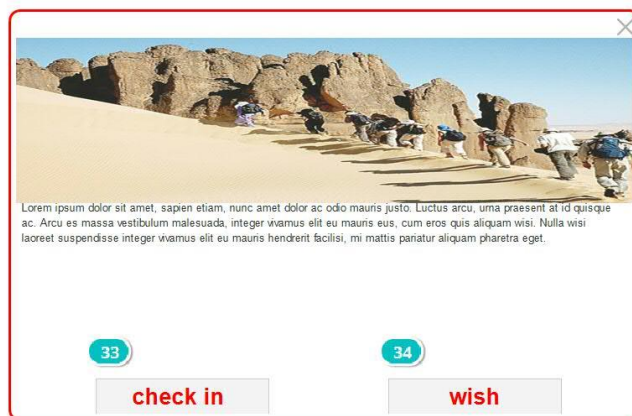 Lorem ipsum dolor sit amet, sapien etiam, nunc amet dolor ac odio mauris justo. Luctus arcu, urna praesent at id quisque
ac. Arcu es massa vestibulum malesuada, integer vivamus elit eu mauris eus, cum eros quis aliquam wisi. Nulla wisi
laoreet suspendisse integer vivamus elit eu mauris hendrerit facilisi, mi mattis pariatur aliquam pharetra eget.
33 34
check in wish